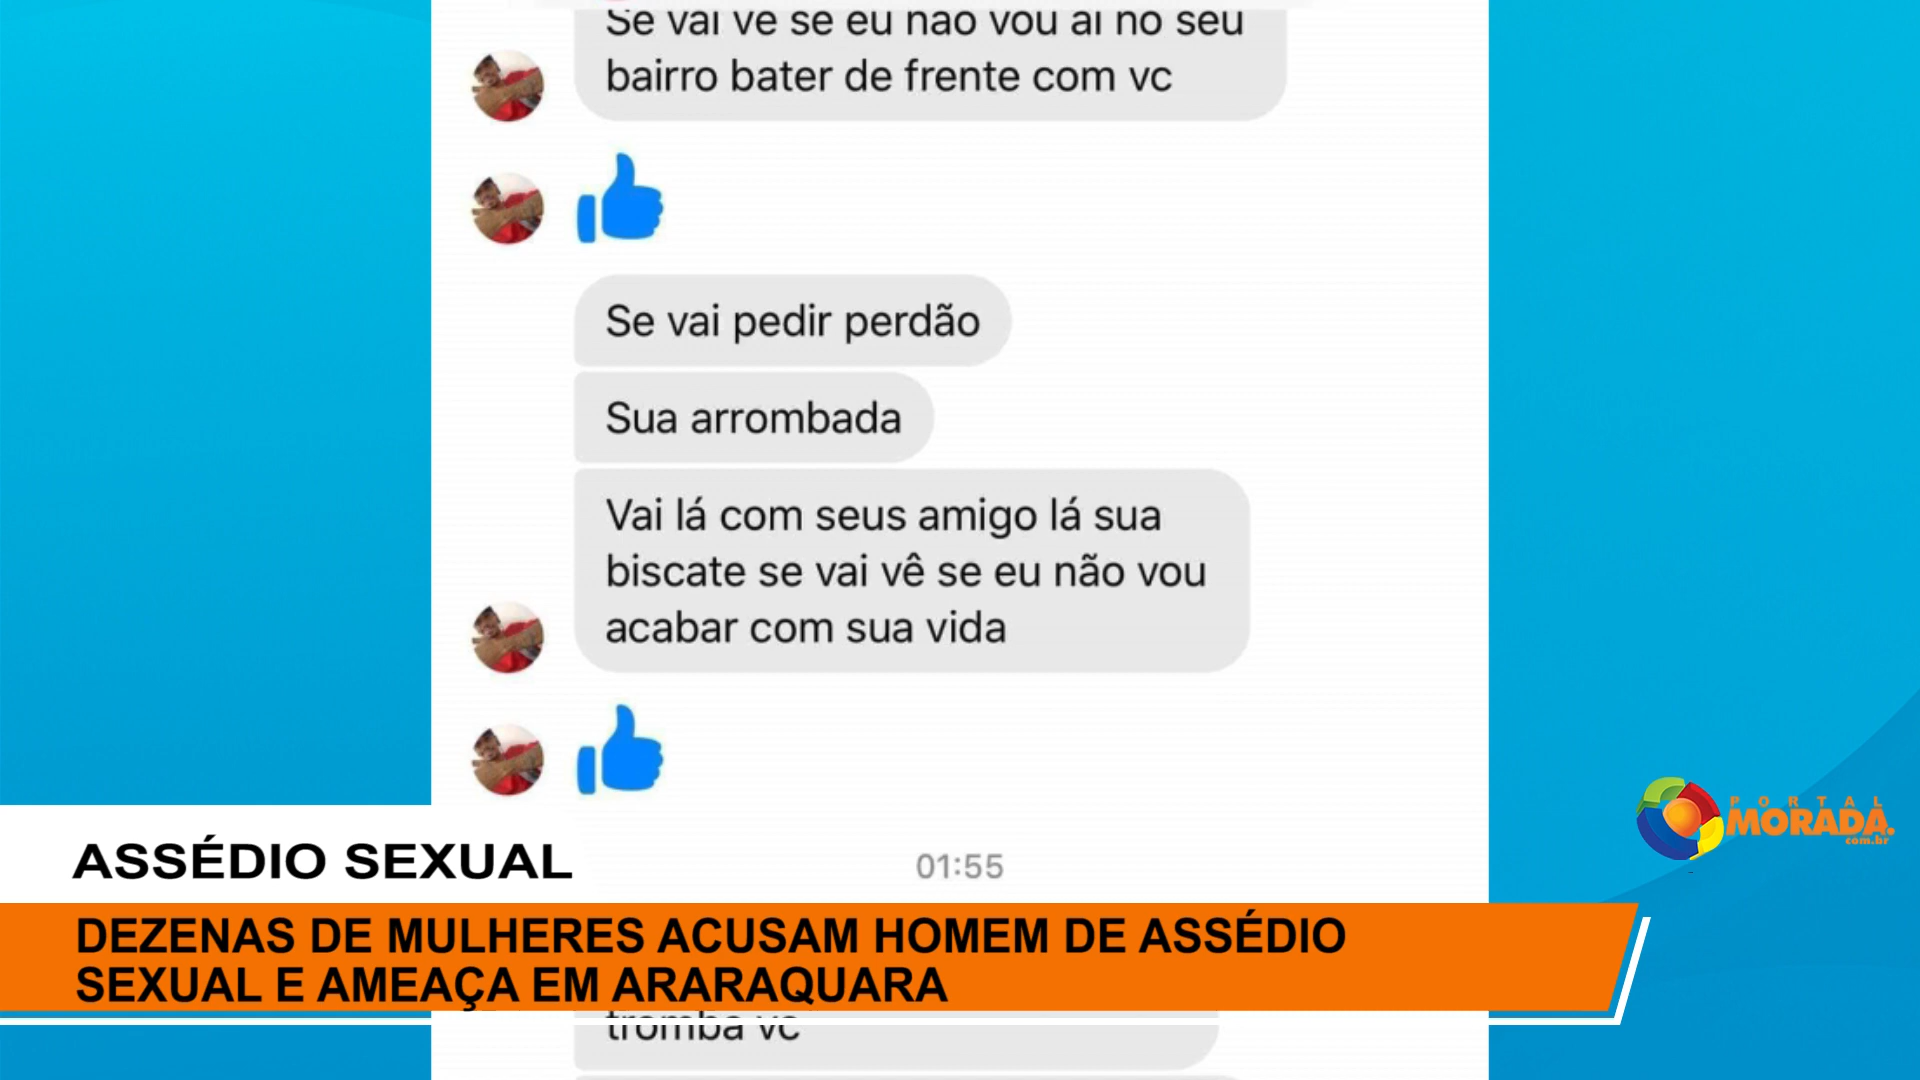 Se vai vê se eu não vou aí no seu
bairro bater de frente com vc
Se vai pedir perdão
Sua arrombada
Vai lá com seus amigo lá sua
biscate se vai vê se eu não vou
acabar com sua vida
PORTAL
MORADA.
com.br
01:55
ASSÉDIO SEXUAL
DEZENAS DE MULHERES ACUSAM HOMEM DE ASSÉDIO
SEXUAL E AMEAÇA EM ARARAQUARA
tromba vc